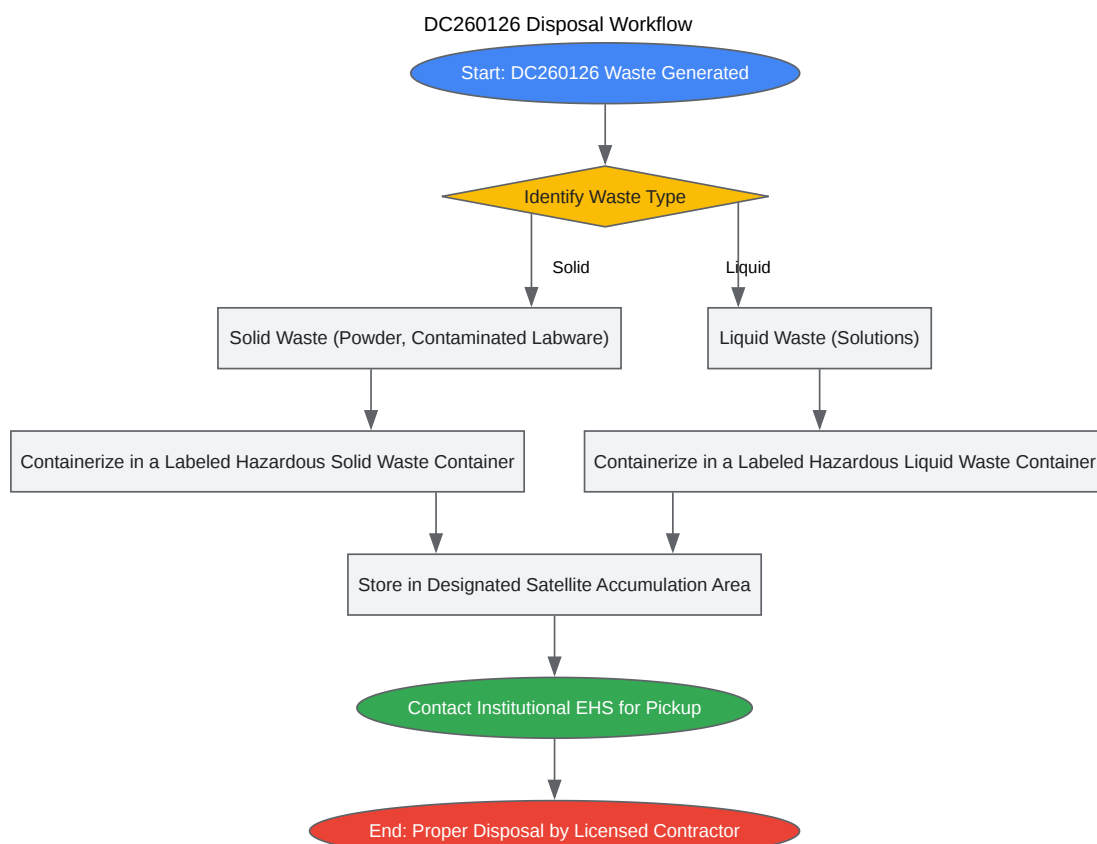 DC260126 Disposal Workflow
Start: DC260126 Waste Generated
Identify Waste Type
Solid
Liquid
Solid Waste (Powder, Contaminated Labware)
Liquid Waste (Solutions)
Containerize in a Labeled Hazardous Solid Waste Container
Containerize in a Labeled Hazardous Liquid Waste Container
Store in Designated Satellite Accumulation Area
Contact Institutional EHS for Pickup
End: Proper Disposal by Licensed Contractor